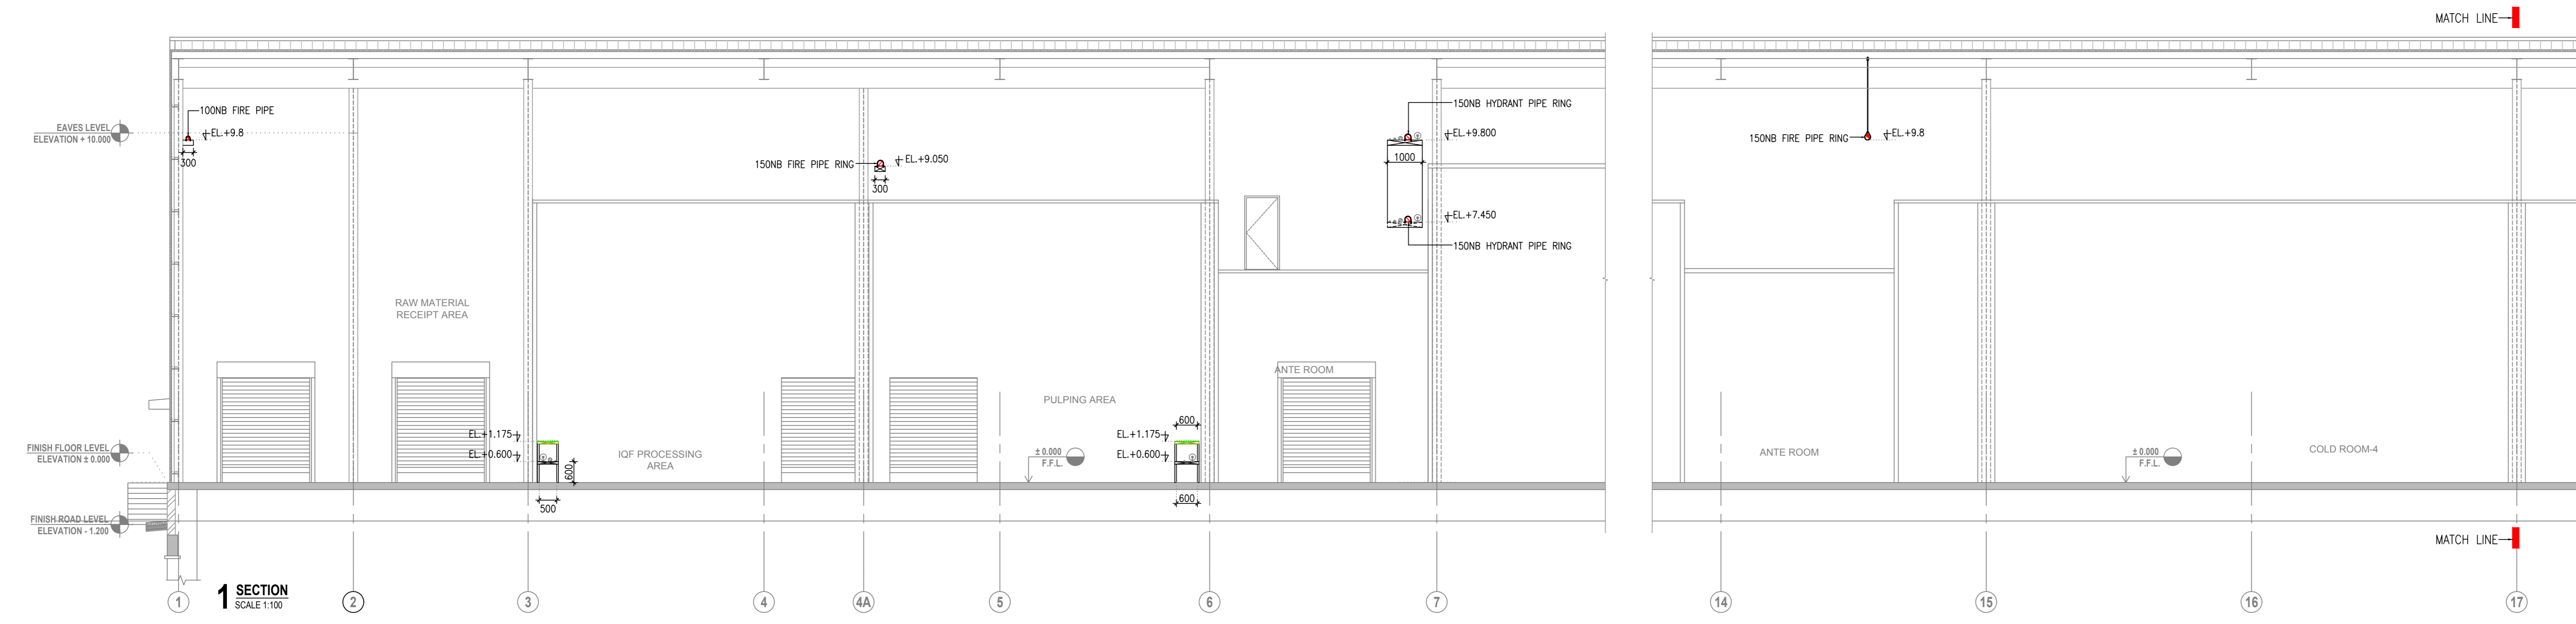 MATCH LINE
100NB FIRE PIPE
EL.+9.8
300
EAVES LEVEL
ELEVATION + 10.000
150NB FIRE PIPE RING
EL.+9.050
300
150NB HYDRANT PIPE RING
EL.+9.800
1000
EL.+7.450
150NB HYDRANT PIPE RING
150NB FIRE PIPE RING
EL.+9.8
RAW MATERIAL
RECEIPT AREA
ANTE ROOM
PULPING AREA
EL.+1.175
EL.+0.600
600
500
IQF PROCESSING
AREA
600
EL.+1.175
EL.+0.600
600
± 0.000
F.F.L.
ANTE ROOM
± 0.000
F.F.L.
COLD ROOM-4
FINISH FLOOR LEVEL
ELEVATION ± 0.000
FINISH ROAD LEVEL
ELEVATION - 1.200
MATCH LINE
1 SECTION
SCALE 1:100
1 2 3 4 4A 5 6 7 14 15 16 17